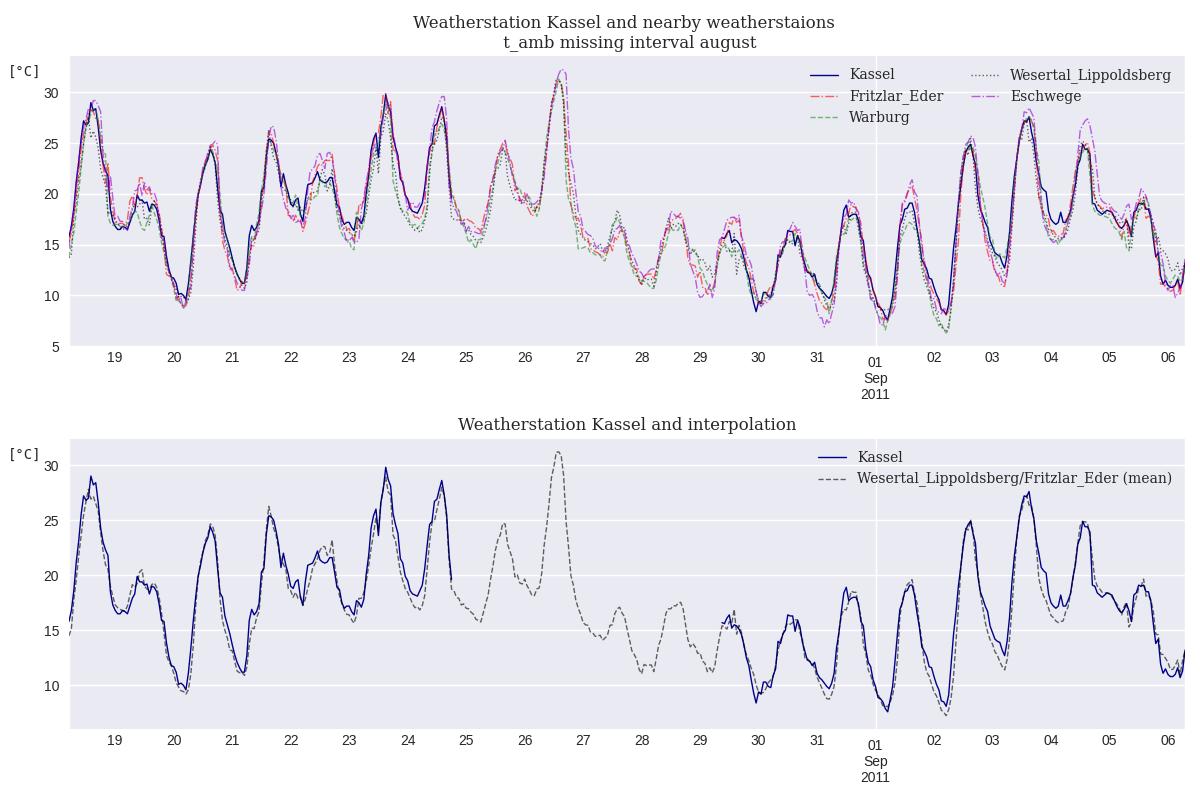 Weatherstation Kassel and nearby weatherstaions
t_amb missing interval august
[°C]
Kassel
Fritzlar_Eder
Warburg
Wesertal_Lippoldsberg
Eschwege
30
25
20
15
10
5
19 20 21 22 23 24 25 26 27 28 29 30 31 01 02 03 04 05 06
Sep
2011
Weatherstation Kassel and interpolation
[°C]
Kassel
Wesertal_Lippoldsberg/Fritzlar_Eder (mean)
30
25
20
15
10
19 20 21 22 23 24 25 26 27 28 29 30 31 01 02 03 04 05 06
Sep
2011